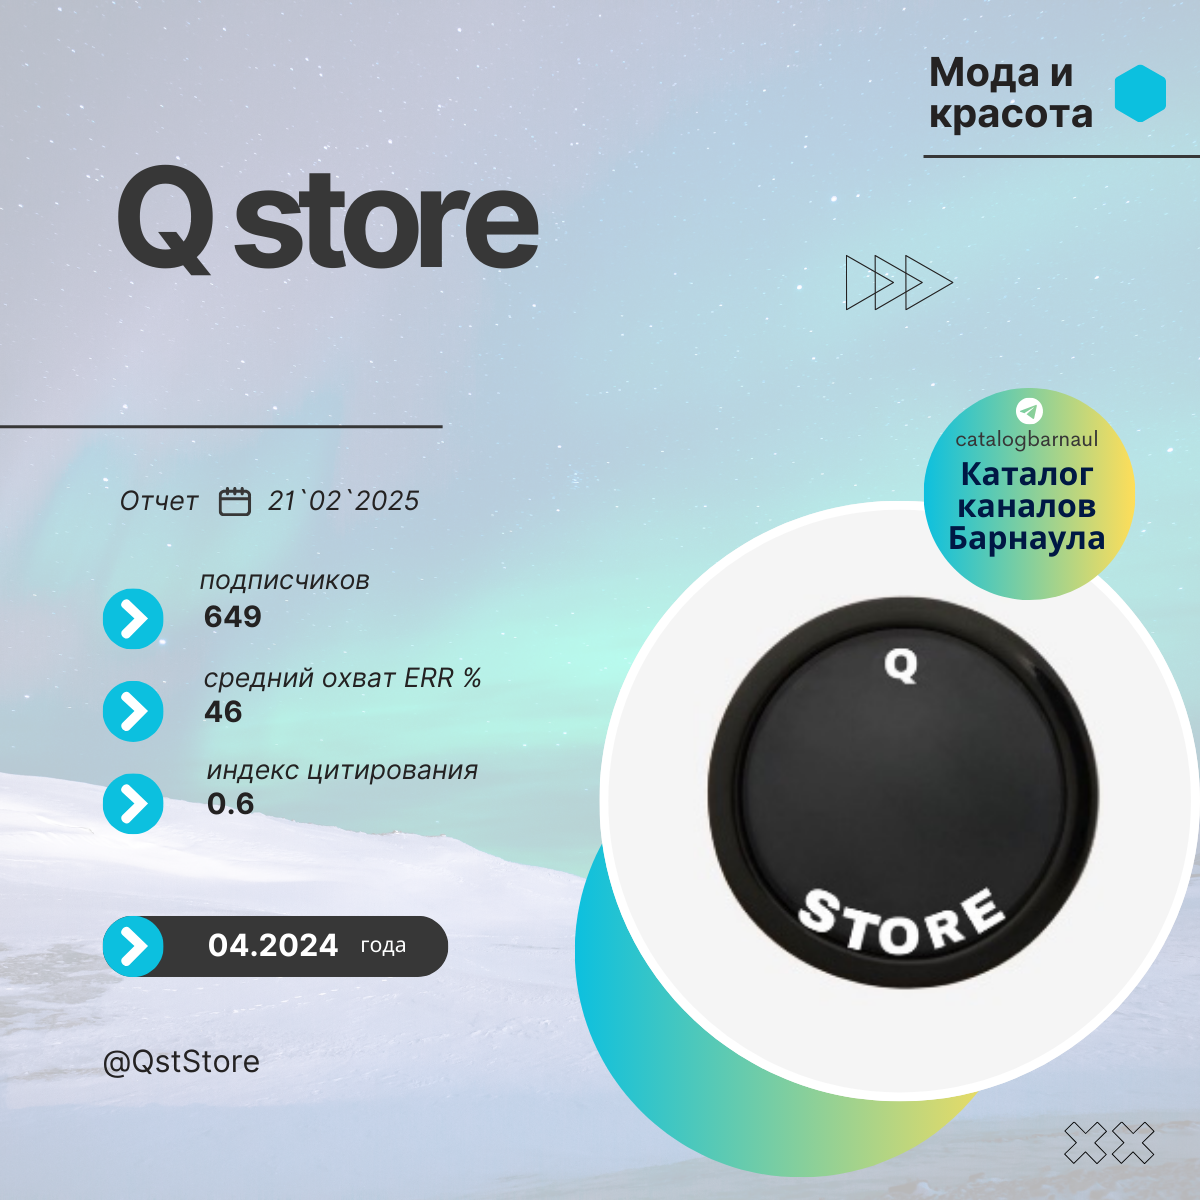 Мода и
красота
Q store
catalogbarnaul
Каталог
каналов
Барнаула
Отчет 21`02`2025
подписчиков
649
средний охват ERR %
46
индекс цитирования
0.6
04.2024 года
@QstStore
Q
STORE